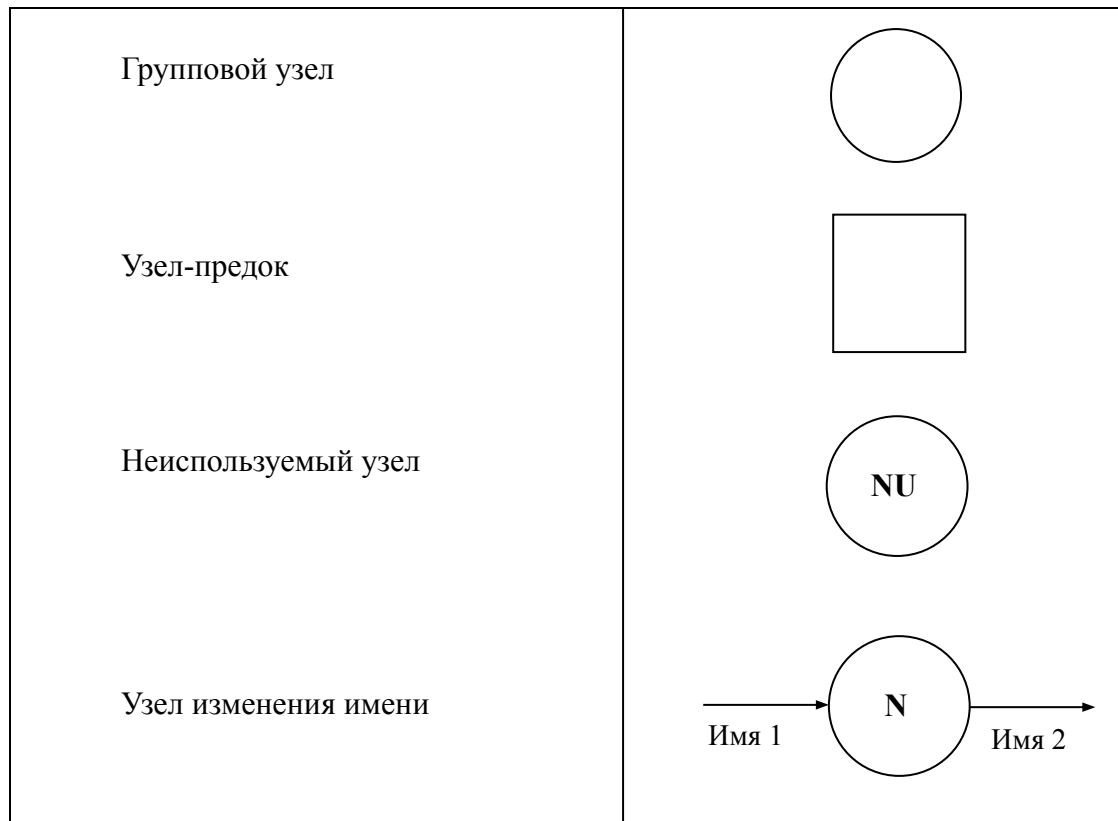 Групповой узел
Узел-предок
Неиспользуемый узел
NU
Узел изменения имени
N
Имя 1
Имя 2